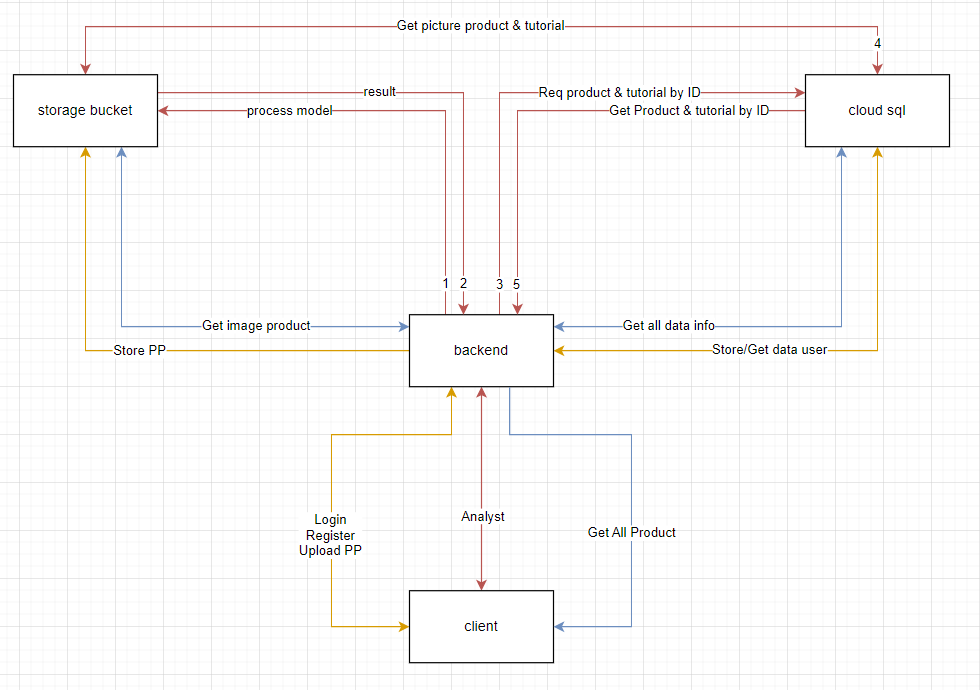 Get picture product & tutorial
4
storage bucket
result
process model
Req product & tutorial by ID
Get Product & tutorial by ID
cloud sql
1 2 3 5
Get image product
Get all data info
Store PP
backend
Store/Get data user
Login
Register
Upload PP
Analyst
Get All Product
client